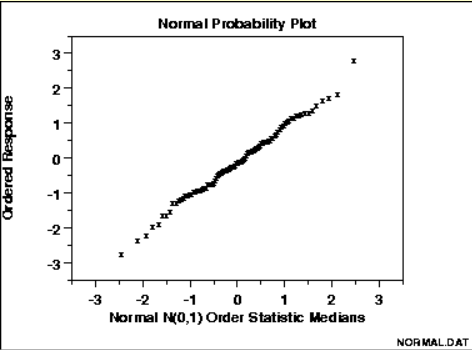 Normal Probability Plot
Ordered Response
3
2
1
0
-1
-2
-3
-3 -2 -1 0 1 2 3
Normal N(0,1) Order Statistic Medians
NORMAL.DAT